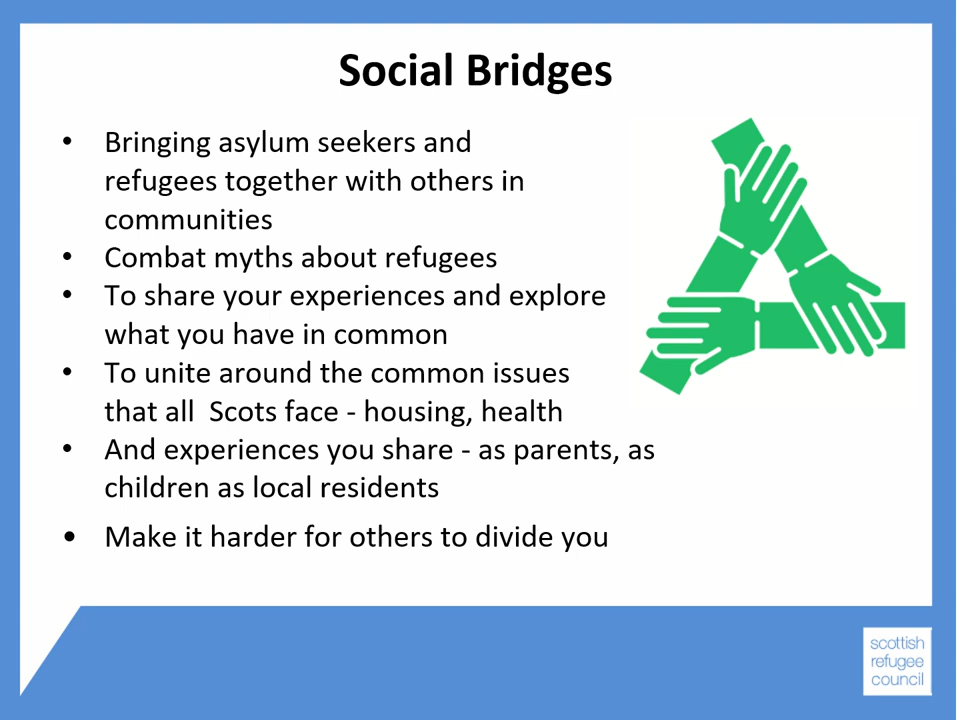 Social Bridges
• Bringing asylum seekers and
refugees together with others in
communities
• Combat myths about refugees
• To share your experiences and explore
what you have in common
• To unite around the common issues
that all  Scots face - housing, health
• And experiences you share - as parents, as
children as local residents
• Make it harder for others to divide you
scottish
refugee
council